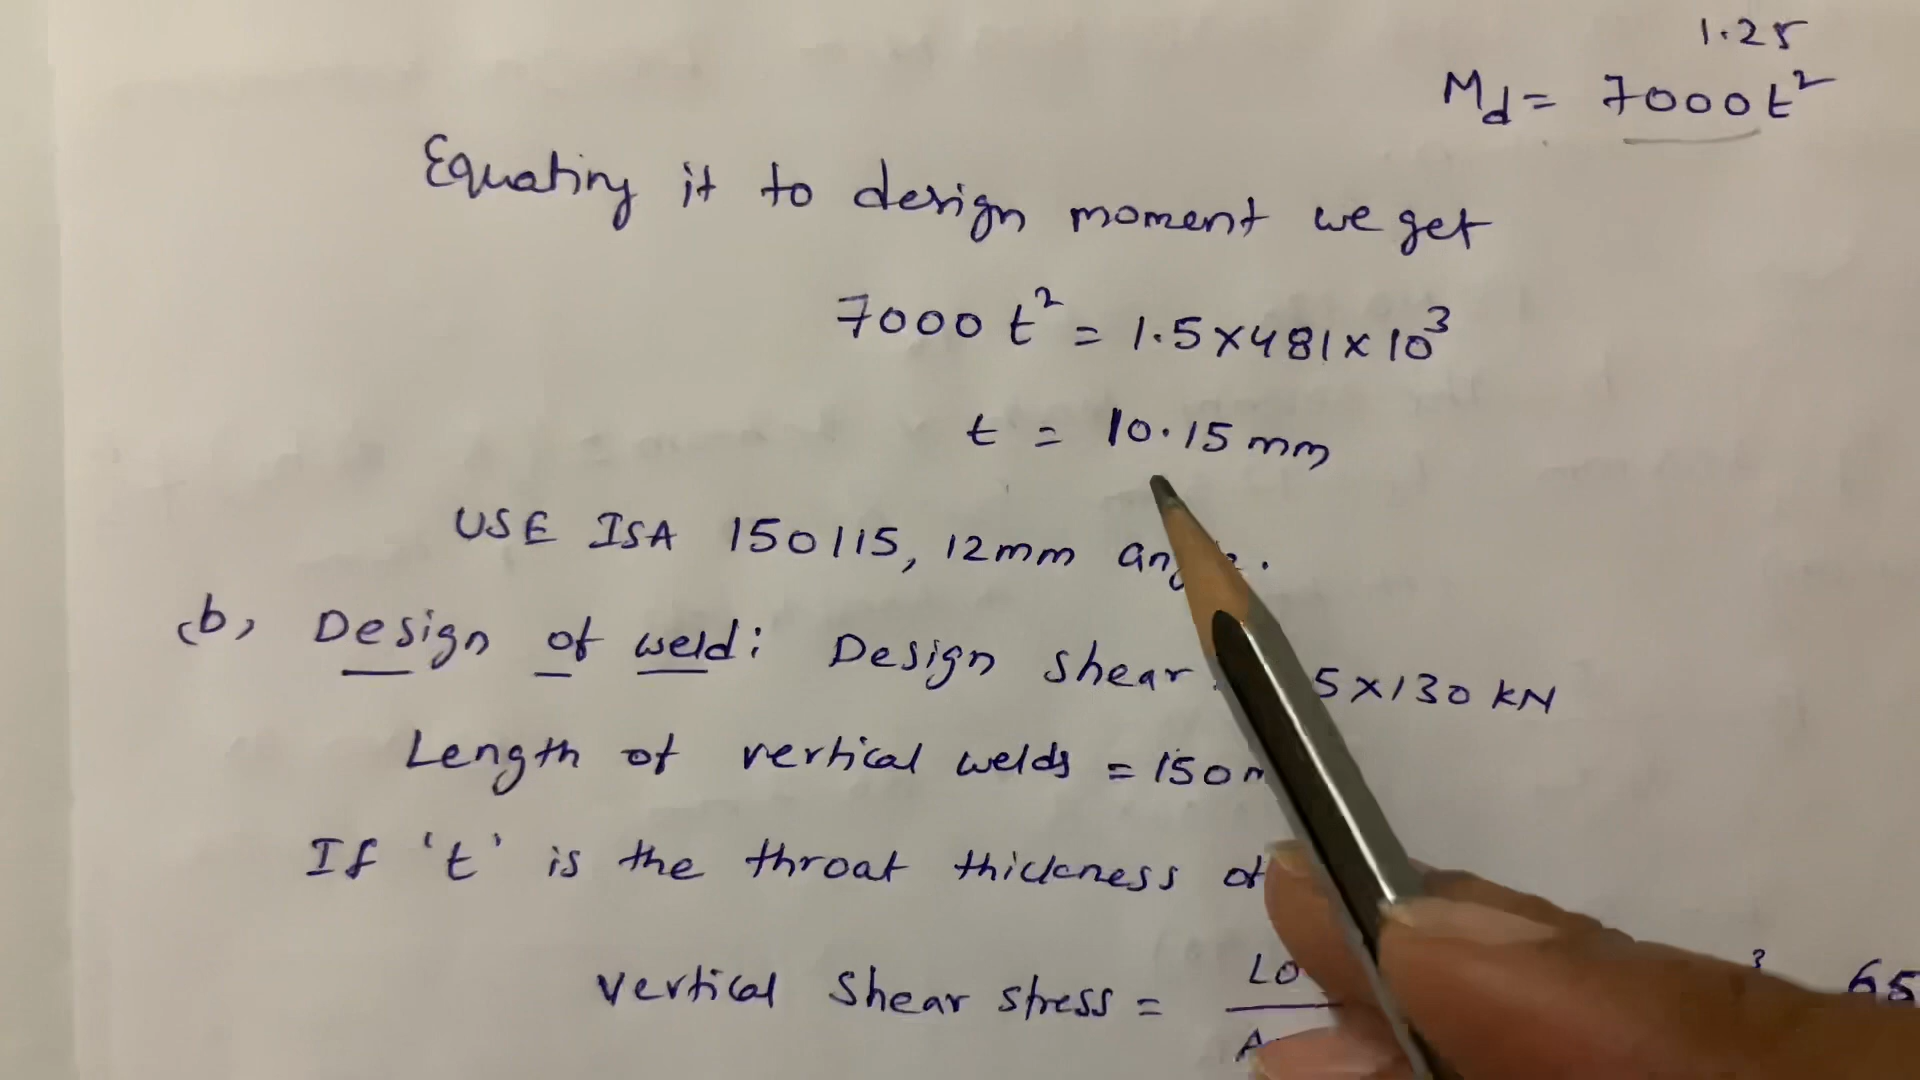 1.25
Md = 7000t²
Equating it to design moment we get
7000 t² = 1.5×481×10³
t = 10.15 mm
USE ISA 150115, 12mm
(b) Design of weld: Design shear 5×130 kN
Length of vertical welds = 150
If 't' is the throat thickness of
Vertical Shear stress = 65